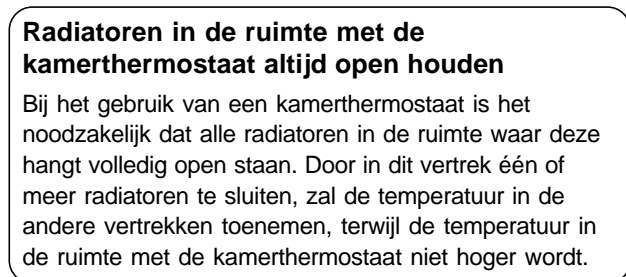 Radiatoren in de ruimte met de
kamerthermostaat altijd open houden
Bij het gebruik van een kamerthermostaat is het
noodzakelijk dat alle radiatoren in de ruimte waar deze
hangt volledig open staan. Door in dit vertrek één of
meer radiatoren te sluiten, zal de temperatuur in de
andere vertrekken toenemen, terwijl de temperatuur in
de ruimte met de kamerthermostaat niet hoger wordt.